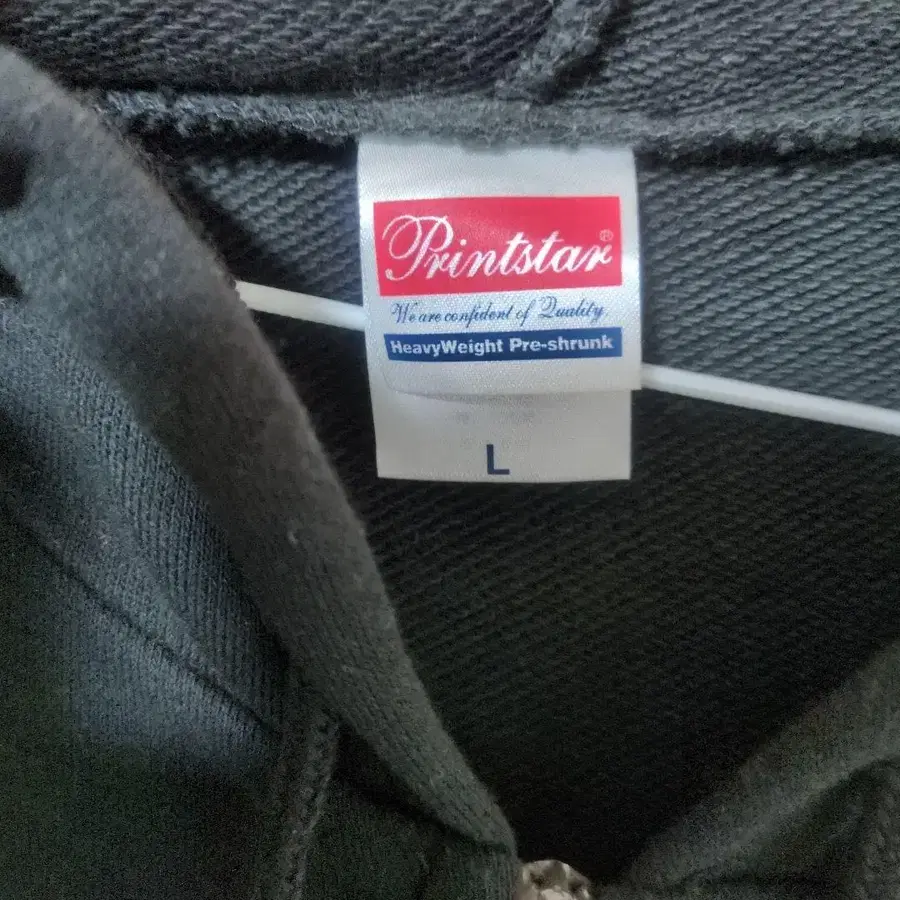 Printstar®
We are confident of Quality.
HeavyWeight Pre-shrunk
L